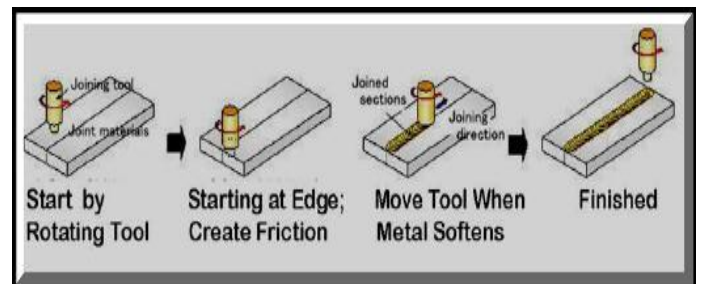 Joining tool
Joint materials
Joined
sections
Joining
direction
Start by
Rotating Tool
Starting at Edge;
Create Friction
Move Tool When
Metal Softens
Finished